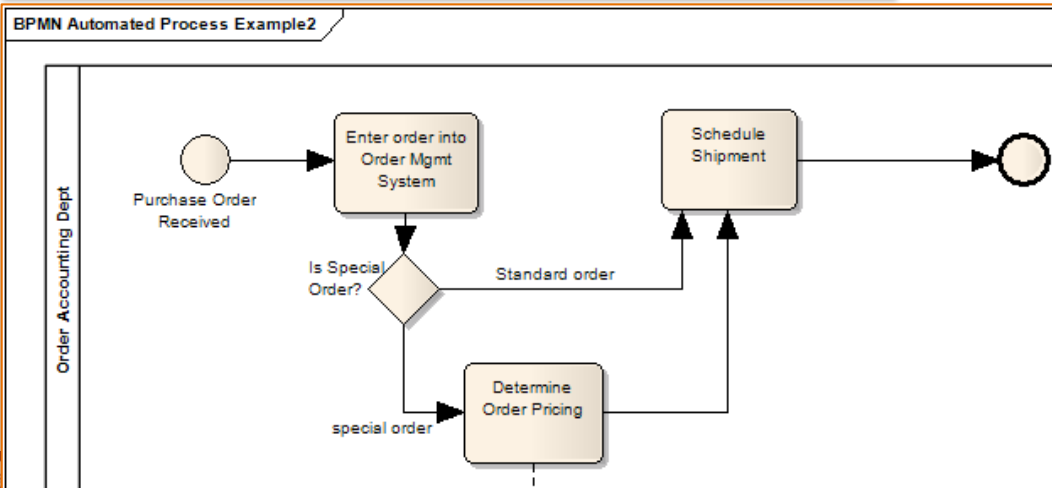 BPMN Automated Process Example2
Order Accounting Dept
Purchase Order
Received
Enter order into
Order Mgmt
System
Is Special
Order?
Standard order
special order
Determine
Order Pricing
Schedule
Shipment